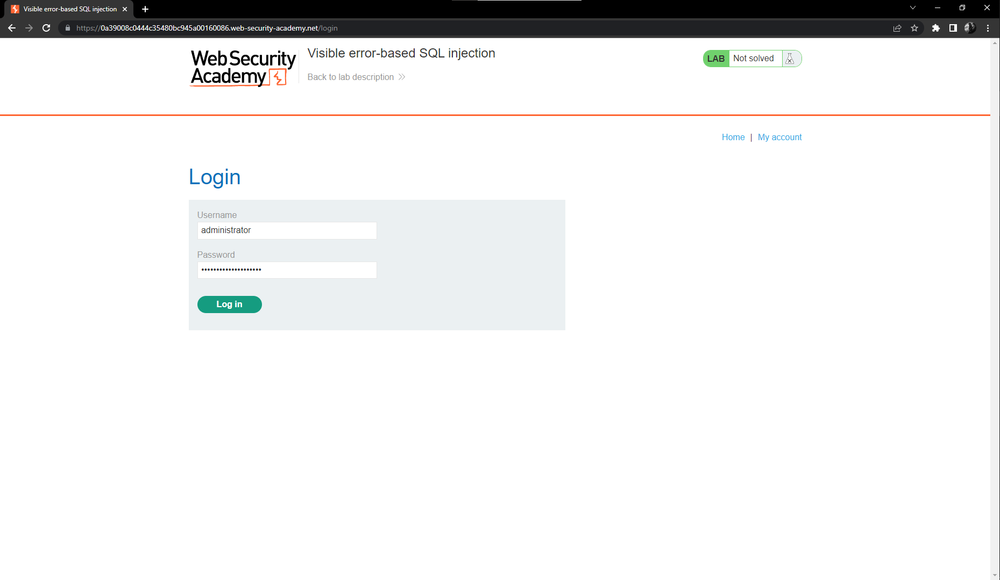 Visible error-based SQL injection
https://0a39008c0444c35480bc945a00160086.web-security-academy.net/login
Web Security
Academy
Visible error-based SQL injection
Back to lab description
LAB Not solved
Home | My account
Login
Username
administrator
Password
••••••••••••••••••••
Log in